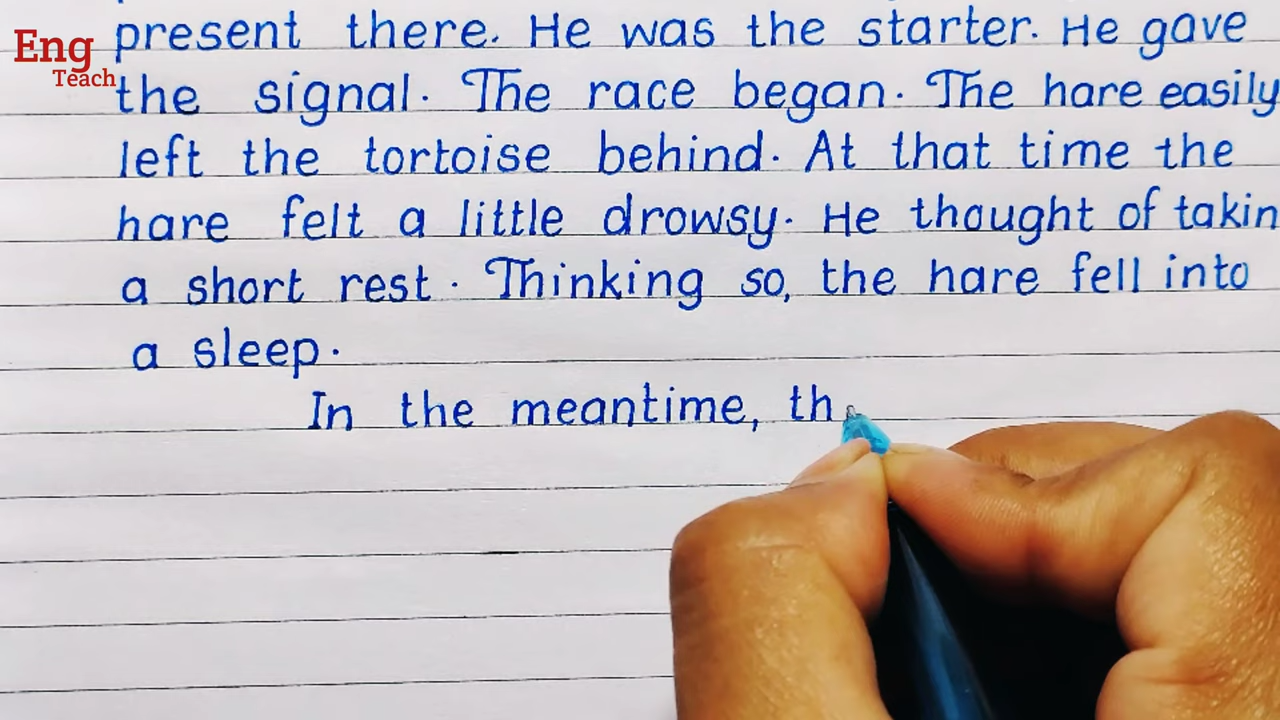 Eng
Teach
present there. He was the starter. He gave
the signal. The race began. The hare easily
left the tortoise behind. At that time the
hare felt a little drowsy. He thought of takin
a short rest. Thinking so, the hare fell into
a sleep.
In the meantime, th